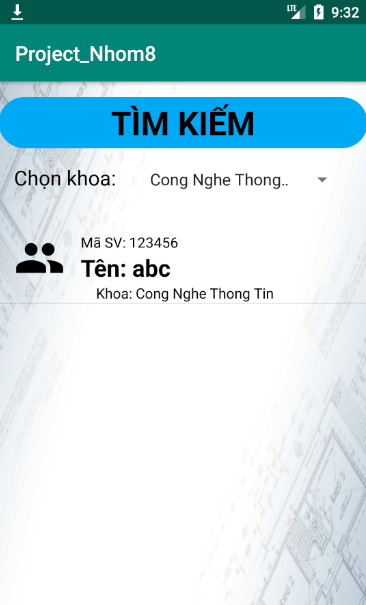 LTE 9:32
Project_Nhom8
TÌM KIẾM
Chọn khoa: Cong Nghe Thong..
Mã SV: 123456
Tên: abc
Khoa: Cong Nghe Thong Tin